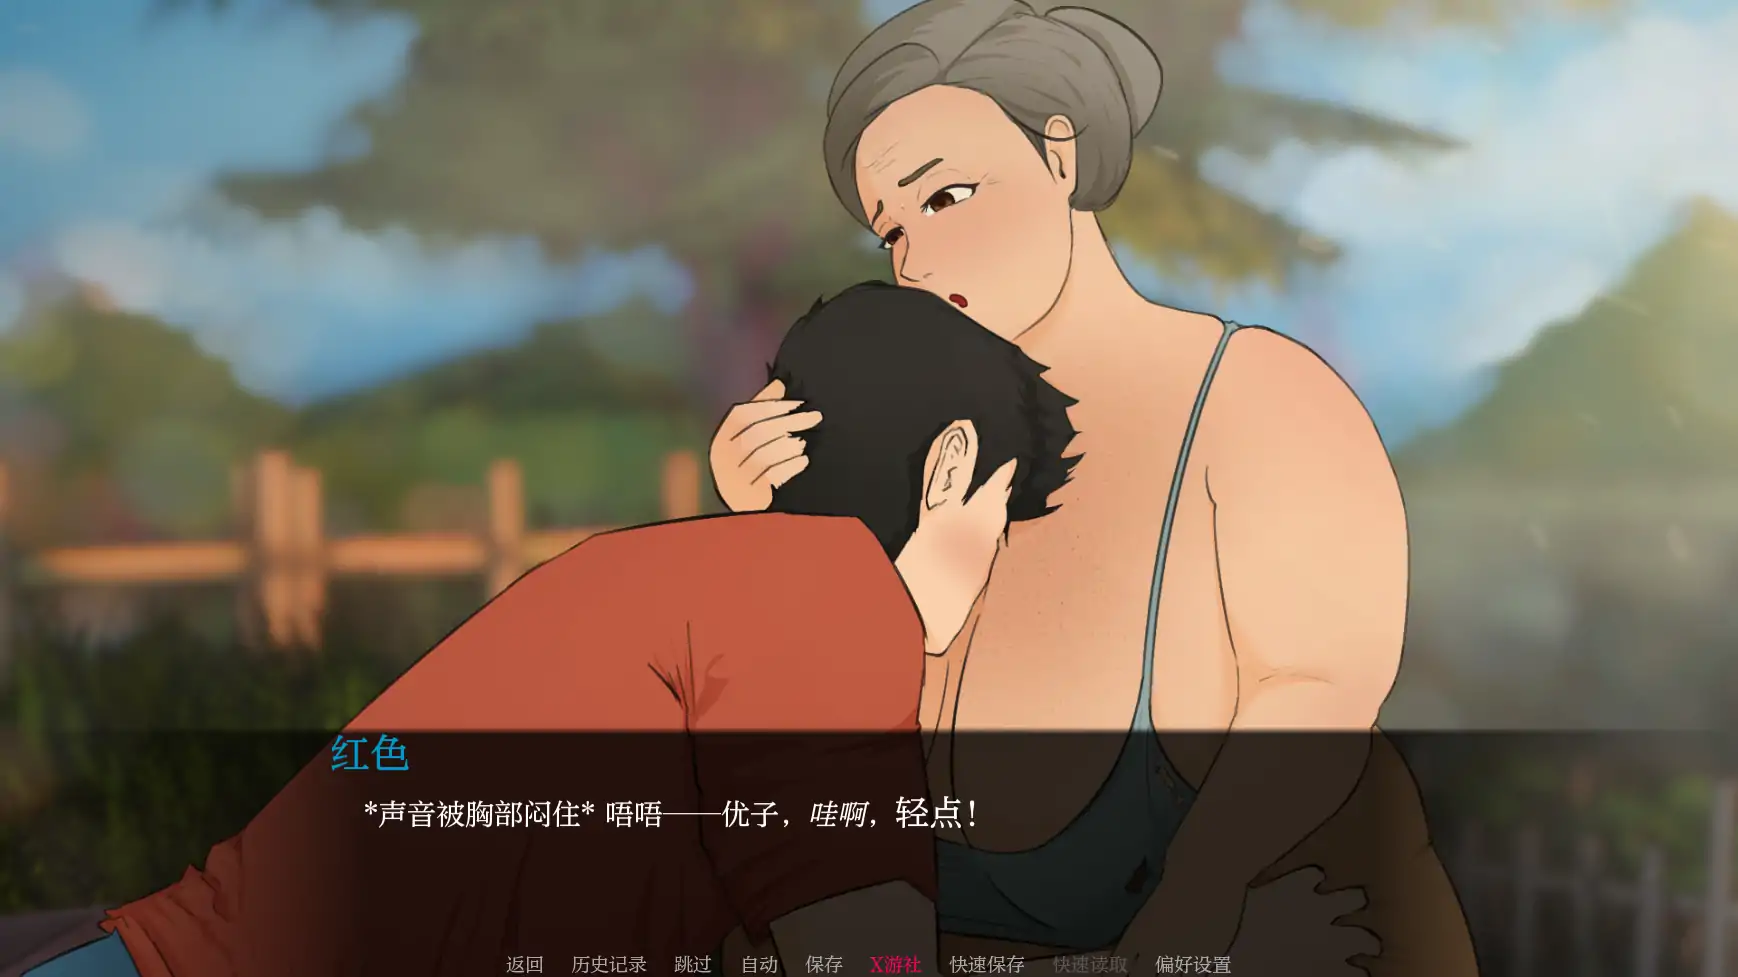 红色
*声音被胸部闷住* 唔唔——优子，哇啊，轻点！
返回 历史记录 跳过 自动 保存 X游社 快速保存 快速读取 偏好设置